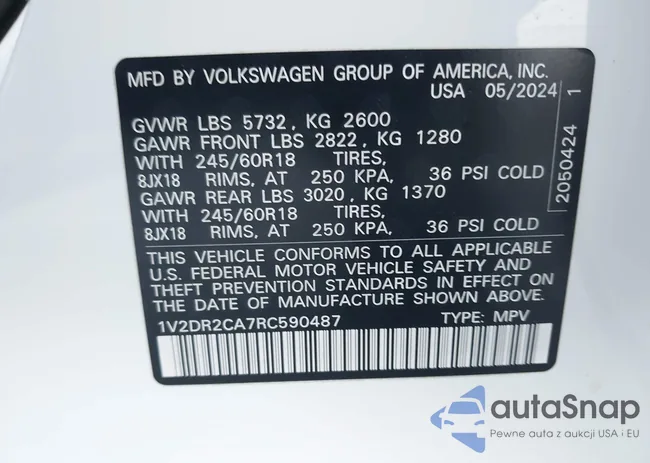 MFD BY VOLKSWAGEN GROUP OF AMERICA, INC.
USA 05/2024
GVWR LBS 5732, KG 2600
GAWR FRONT LBS 2822, KG 1280
WITH 245/60R18 TIRES,
8JX18 RIMS, AT 250 KPA, 36 PSI COLD
GAWR REAR LBS 3020, KG 1370
WITH 245/60R18 TIRES,
8JX18 RIMS, AT 250 KPA, 36 PSI COLD
THIS VEHICLE CONFORMS TO ALL APPLICABLE
U.S. FEDERAL MOTOR VEHICLE SAFETY AND
THEFT PREVENTION STANDARDS IN EFFECT ON THE
DATE OF MANUFACTURE SHOWN ABOVE.
1V2DR2CA7RC590487 TYPE: MPV
2050424 1
autaSnap
Pewne auta z aukcji USA i EU